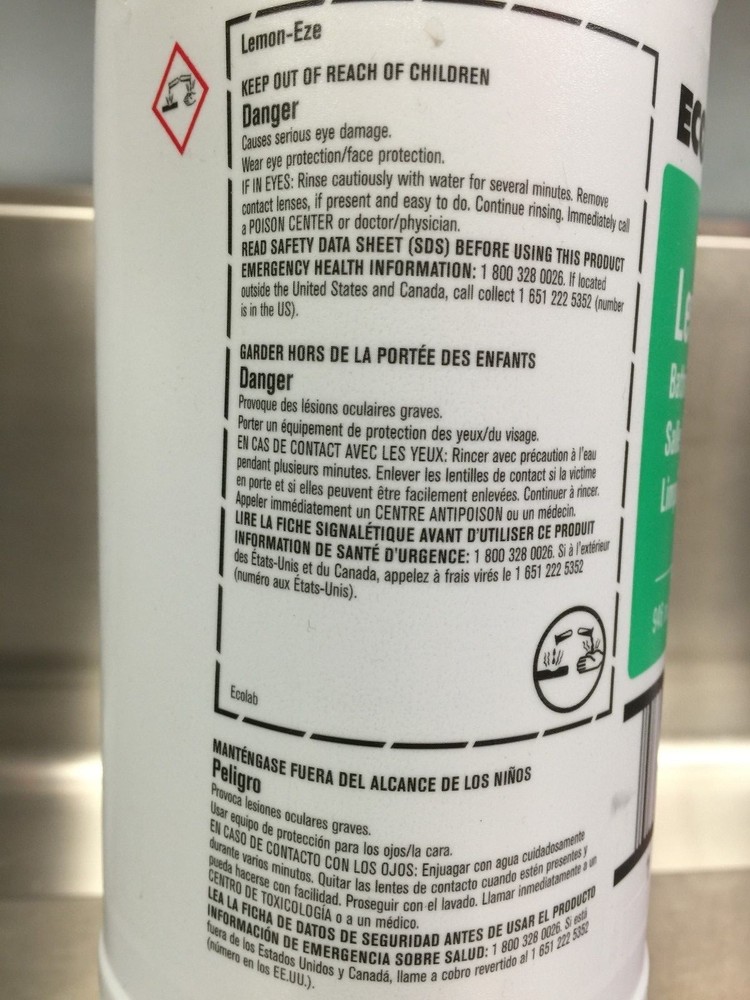 Lemon-Eze
KEEP OUT OF REACH OF CHILDREN
Danger
Causes serious eye damage.
Wear eye protection/face protection.
IF IN EYES: Rinse cautiously with water for several minutes. Remove
contact lenses, if present and easy to do. Continue rinsing. Immediately call
a POISON CENTER or doctor/physician.
READ SAFETY DATA SHEET (SDS) BEFORE USING THIS PRODUCT
EMERGENCY HEALTH INFORMATION: 1 800 328 0026. If located
outside the United States and Canada, call collect 1 651 222 5352 (number
is in the US).
GARDER HORS DE LA PORTÉE DES ENFANTS
Danger
Provoque des lésions oculaires graves.
Porter un équipement de protection des yeux/du visage.
EN CAS DE CONTACT AVEC LES YEUX: Rincer avec précaution à l'eau
pendant plusieurs minutes. Enlever les lentilles de contact si la victime
en porte et si elles peuvent être facilement enlevées. Continuer à rincer.
Appeler immédiatement un CENTRE ANTIPOISON ou un médecin.
LIRE LA FICHE SIGNALÉTIQUE AVANT D'UTILISER CE PRODUIT
INFORMATION DE SANTÉ D'URGENCE: 1 800 328 0026. Si à l'extérieur
des États-Unis et du Canada, appelez à frais virés le 1 651 222 5352
(numéro aux États-Unis).
Ecolab
MANTÉNGASE FUERA DEL ALCANCE DE LOS NIÑOS
Peligro
Provoca lesiones oculares graves.
Usar equipo de protección para los ojos/la cara.
EN CASO DE CONTACTO CON LOS OJOS: Enjuagar con agua cuidadosamente
durante varios minutos. Quitar las lentes de contacto cuando estén presentes y
pueda hacerse con facilidad. Proseguir con el lavado. Llamar inmediatamente a un
CENTRO DE TOXICOLOGÍA o a un médico.
LEA LA FICHA DE DATOS DE SEGURIDAD ANTES DE USAR EL PRODUCTO
INFORMACIÓN DE EMERGENCIA SOBRE SALUD: 1 800 328 0026. Si está
fuera de los Estados Unidos y Canadá, llame a cobro revertido al 1 651 222 5352
(número en los EE.UU.).